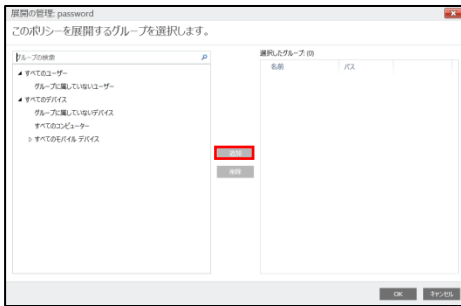 展開の管理: password
このポリシーを展開するグループを選択します。
グループの検索
選択したグループ: (0)
名前 パス
すべてのユーザー
グループに属していないユーザー
すべてのデバイス
グループに属していないデバイス
すべてのコンピューター
すべてのモバイル デバイス
追加
削除
OK キャンセル